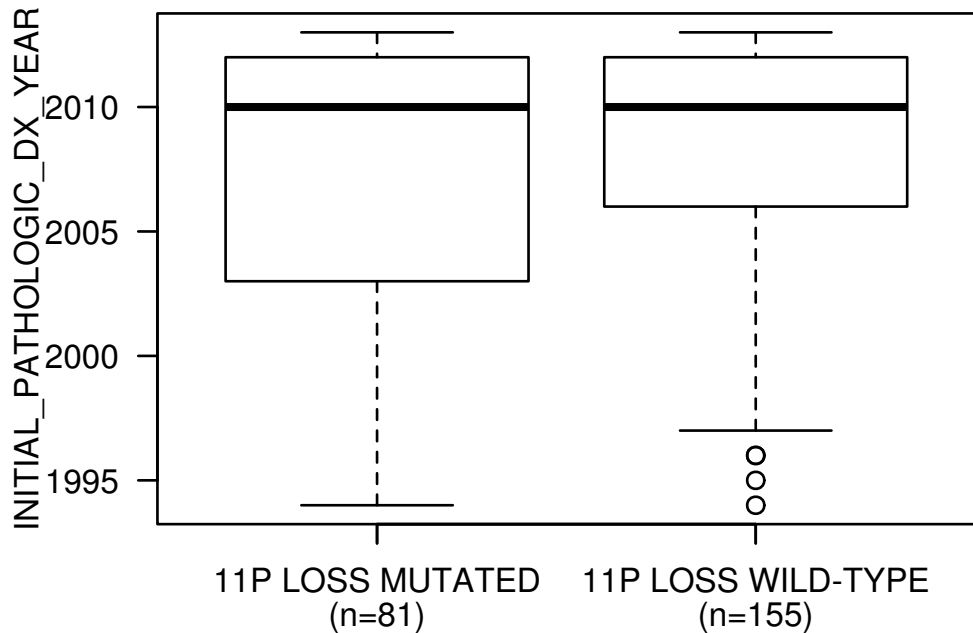 INITIAL_PATHOLOGIC_DX_YEAR
2010
2005
2000
1995
11P LOSS MUTATED
(n=81)
11P LOSS WILD-TYPE
(n=155)